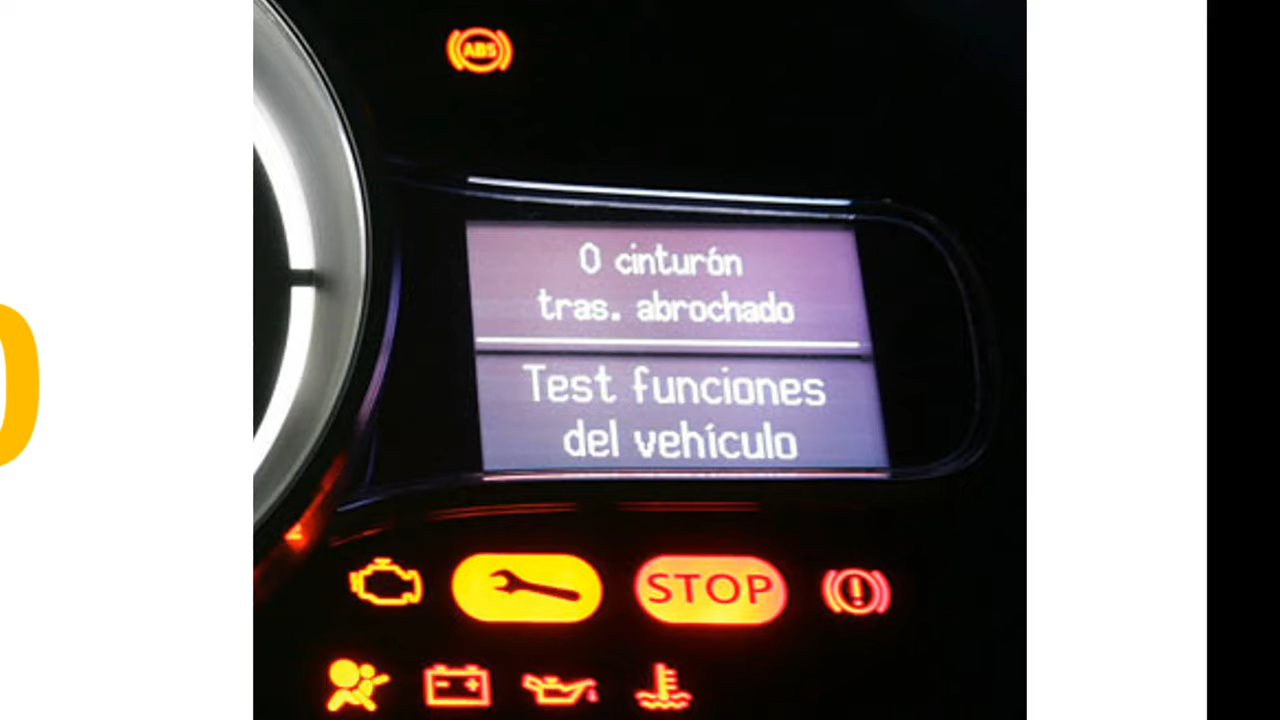 ABS
0 cinturón
tras. abrochado
Test funciones
del vehículo
STOP